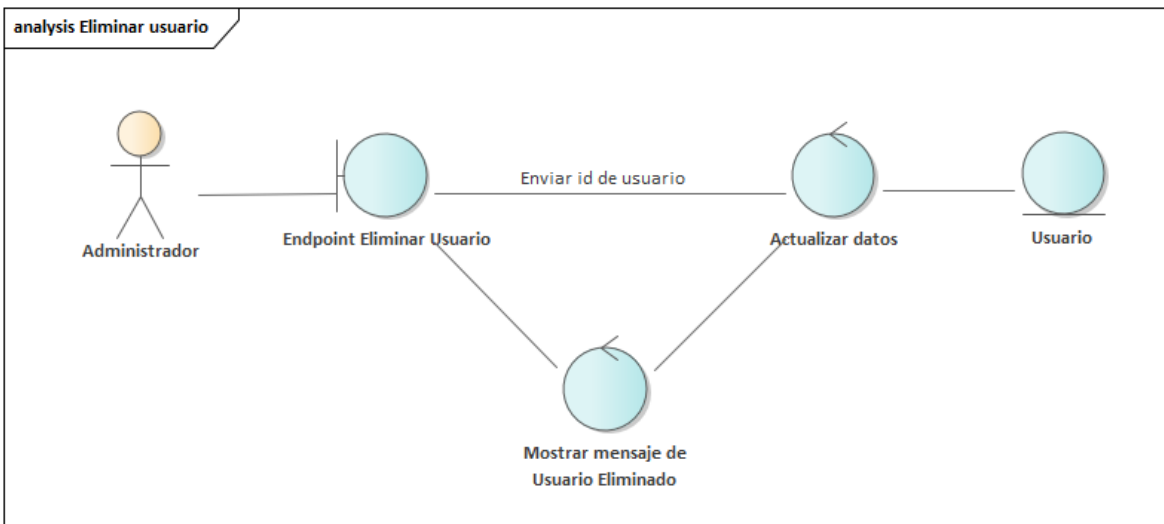 analysis Eliminar usuario
Enviar id de usuario
Administrador
Endpoint Eliminar Usuario
Actualizar datos
Usuario
Mostrar mensaje de
Usuario Eliminado